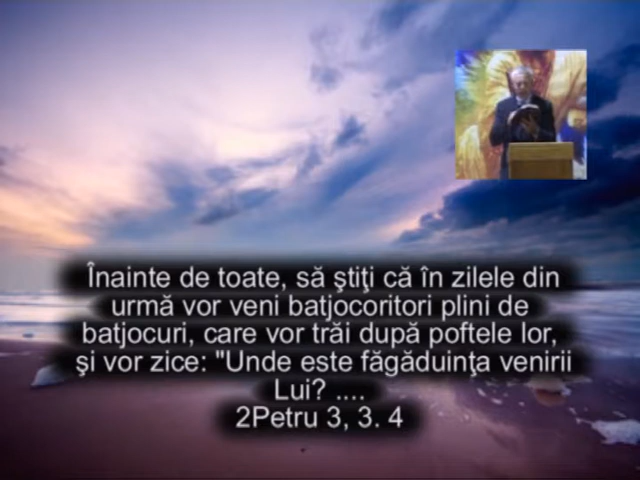 Înainte de toate, să ştiţi că în zilele din
urmă vor veni batjocoritori plini de
batjocuri, care vor trăi după poftele lor,
şi vor zice: "Unde este făgăduinţa venirii
Lui? ....
2Petru 3, 3. 4